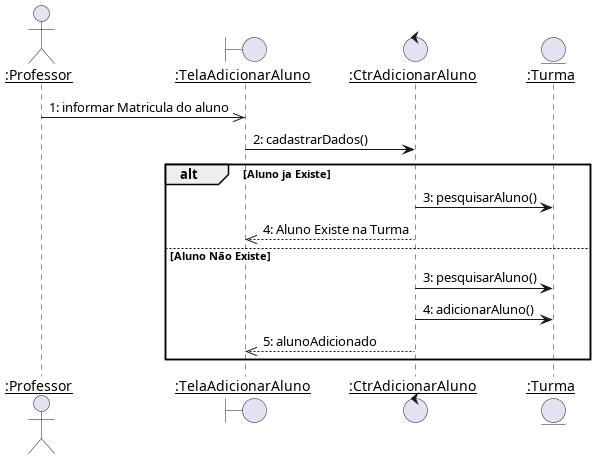 :Professor
:TelaAdicionarAluno
:CtrAdicionarAluno
:Turma
1: informar Matricula do aluno
2: cadastrarDados()
alt
[Aluno ja Existe]
3: pesquisarAluno()
4: Aluno Existe na Turma
[Aluno Não Existe]
3: pesquisarAluno()
4: adicionarAluno()
5: alunoAdicionado
:Professor
:TelaAdicionarAluno
:CtrAdicionarAluno
:Turma